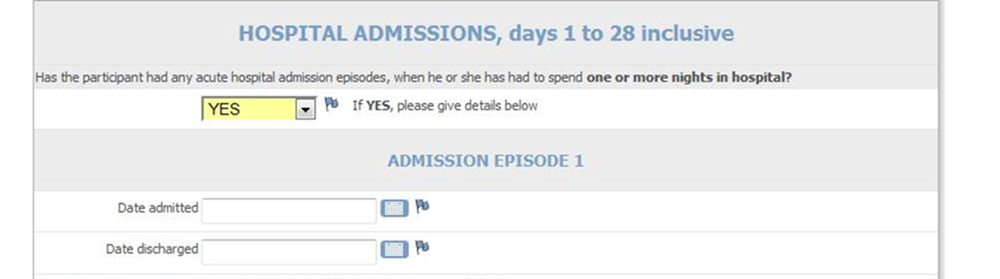 HOSPITAL ADMISSIONS, days 1 to 28 inclusive
Has the participant had any acute hospital admission episodes, when he or she has had to spend one or more nights in hospital?
YES If YES, please give details below
ADMISSION EPISODE 1
Date admitted
Date discharged